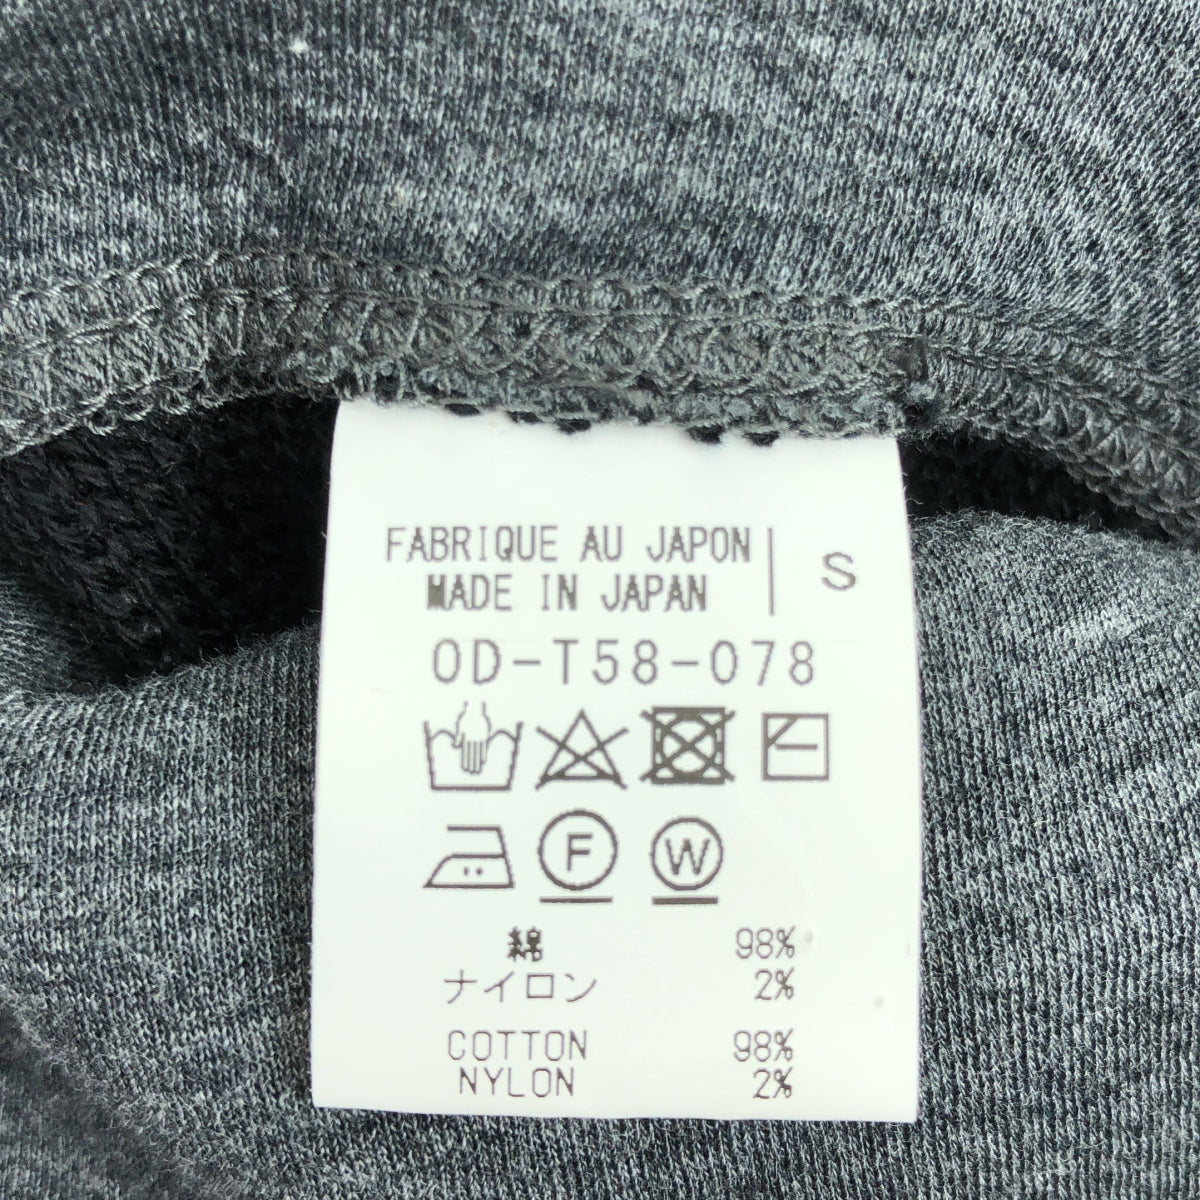 FABRIQUE AU JAPON
MADE IN JAPAN
S
OD-T58-078
F
W
綿 98%
ナイロン 2%
COTTON 98%
NYLON 2%